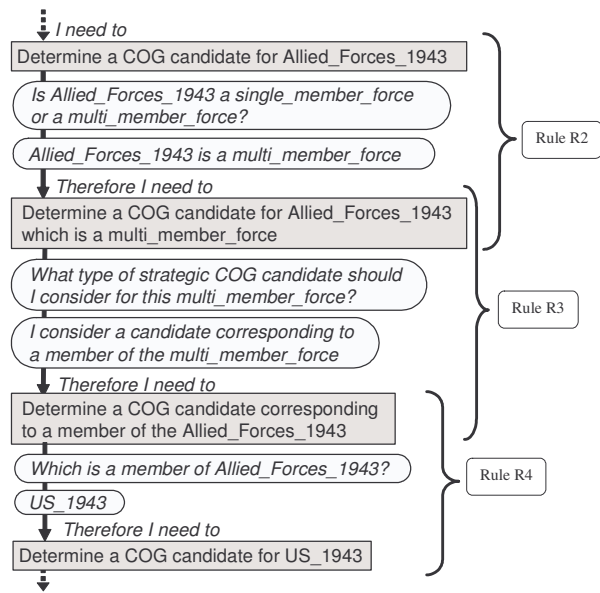 I need to
Determine a COG candidate for Allied_Forces_1943
Is Allied_Forces_1943 a single_member_force
or a multi_member_force?
Allied_Forces_1943 is a multi_member_force
Rule R2
Therefore I need to
Determine a COG candidate for Allied_Forces_1943
which is a multi_member_force
What type of strategic COG candidate should
I consider for this multi_member_force?
Rule R3
I consider a candidate corresponding to
a member of the multi_member_force
Therefore I need to
Determine a COG candidate corresponding
to a member of the Allied_Forces_1943
Which is a member of Allied_Forces_1943?
Rule R4
US_1943
Therefore I need to
Determine a COG candidate for US_1943